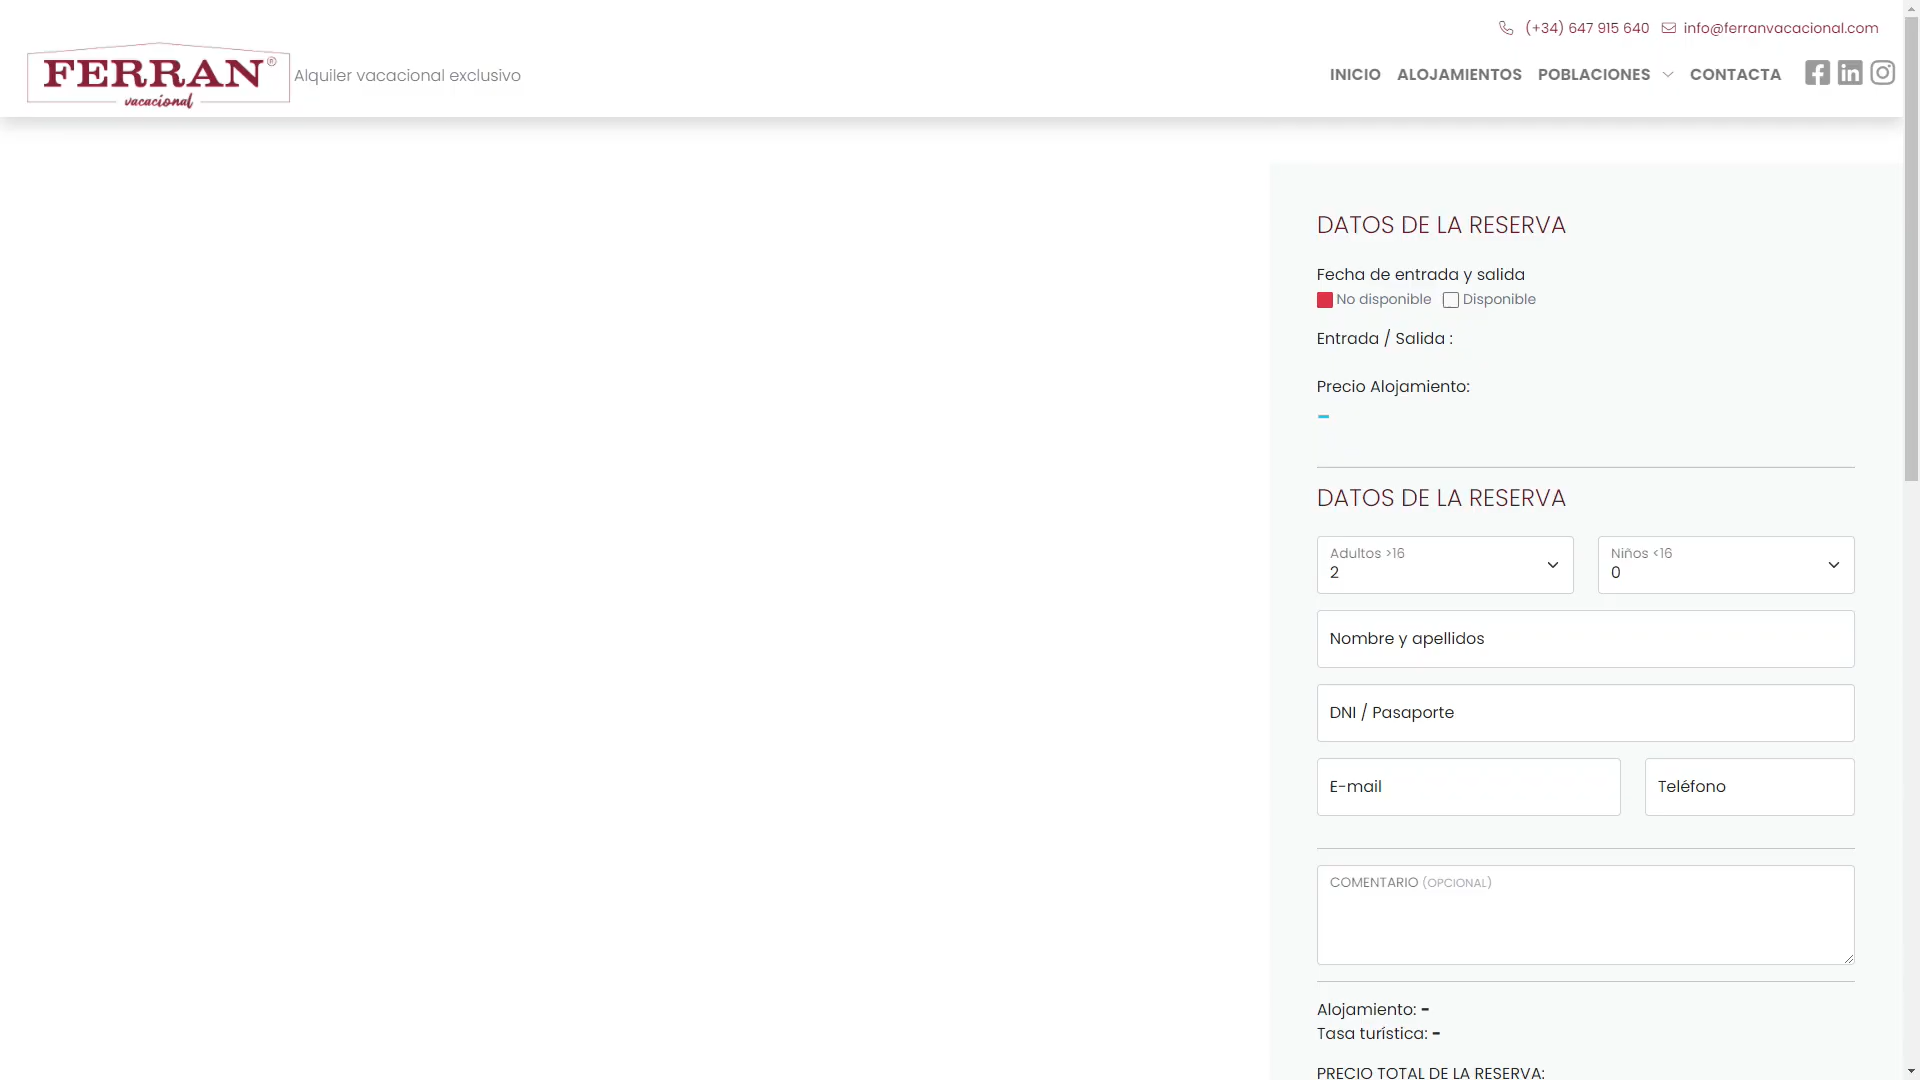 (+34) 647 915 640 info@ferranvacacional.com
FERRAN®
vacacional
Alquiler vacacional exclusivo
INICIO ALOJAMIENTOS POBLACIONES CONTACTA
DATOS DE LA RESERVA
Fecha de entrada y salida
No disponible Disponible
Entrada / Salida :
Precio Alojamiento:
-
DATOS DE LA RESERVA
Adultos >16 Niños <16
2 0
Nombre y apellidos
DNI / Pasaporte
E-mail Teléfono
COMENTARIO (OPCIONAL)
Alojamiento: -
Tasa turística: -
PRECIO TOTAL DE LA RESERVA: